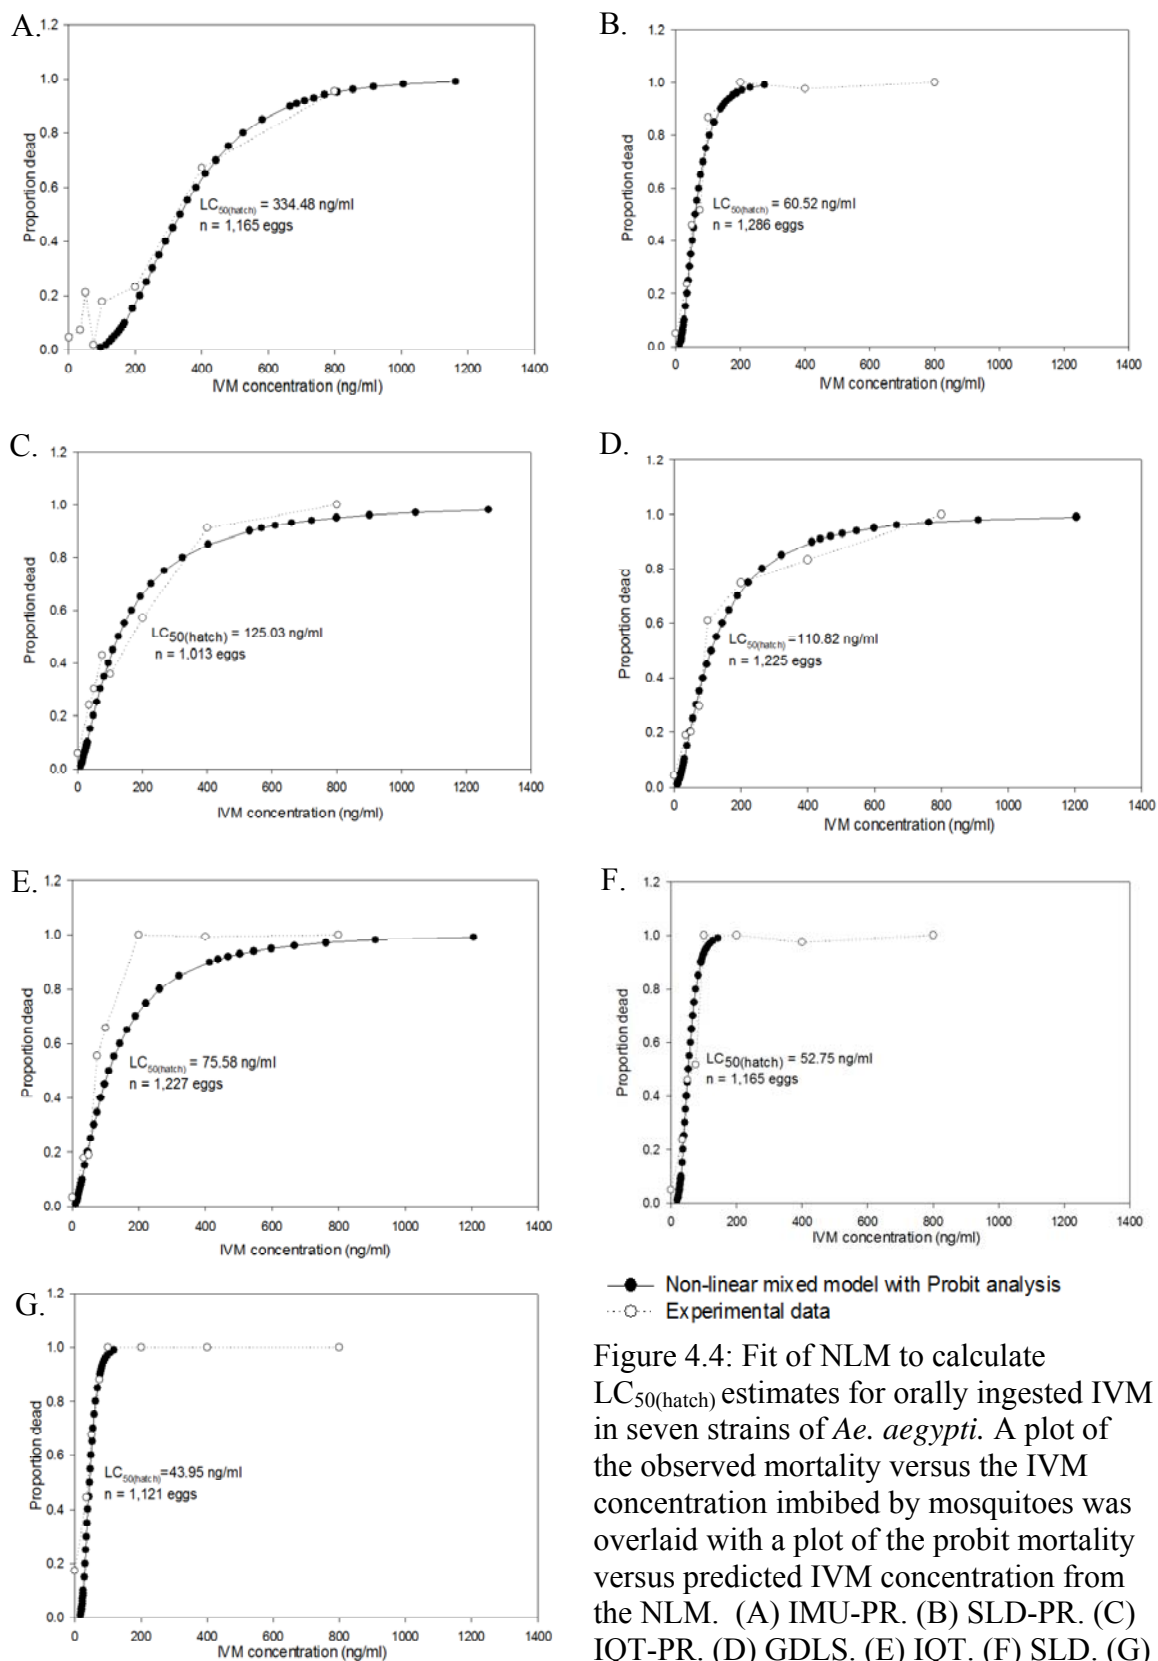 A.
1.2
1.0
0.8
0.6
0.4
0.2
0.0
Proportion dead
LC50(hatch) = 334.48 ng/ml
n = 1,165 eggs
0 200 400 600 800 1000 1200 1400
IVM concentration (ng/ml)
B.
1.2
1.0
0.8
0.6
0.4
0.2
0.0
Proportion dead
LC50(hatch) = 60.52 ng/ml
n = 1,286 eggs
0 200 400 600 800 1000 1200 1400
IVM concentration (ng/ml)
C.
1.2
1.0
0.8
0.6
0.4
0.2
0.0
Proportion dead
LC50(hatch) = 125.03 ng/ml
n = 1.013 eggs
0 200 400 600 800 1000 1200 1400
IVM concentration (ng/ml)
D.
1.2
1.0
0.8
0.6
0.4
0.2
0.0
Proportion dead
LC50(hatch) =110.82 ng/ml
n = 1,225 eggs
0 200 400 600 800 1000 1200 1400
IVM concentration (ng/ml)
E.
1.2
1.0
0.8
0.6
0.4
0.2
0.0
Proportion dead
LC50(hatch) = 75.58 ng/ml
n = 1,227 eggs
0 200 400 600 800 1000 1200 1400
IVM concentration (ng/ml)
F.
1.2
1.0
0.8
0.6
0.4
0.2
0.0
Proportion dead
LC50(hatch) = 52.75 ng/ml
n = 1,165 eggs
0 200 400 600 800 1000 1200 1400
IVM concentration (ng/ml)
G.
1.2
1.0
0.8
0.6
0.4
0.2
0.0
Proportion dead
LC50(hatch)=43.95 ng/ml
n = 1,121 eggs
0 200 400 600 800 1000 1200 1400
IVM concentration (ng/ml)
Non-linear mixed model with Probit analysis
Experimental data
Figure 4.4: Fit of NLM to calculate
LC50(hatch) estimates for orally ingested IVM
in seven strains of Ae. aegypti. A plot of
the observed mortality versus the IVM
concentration imbibed by mosquitoes was
overlaid with a plot of the probit mortality
versus predicted IVM concentration from
the NLM. (A) IMU-PR. (B) SLD-PR. (C)
IQT-PR. (D) GDLS. (E) IQT. (F) SLD. (G)